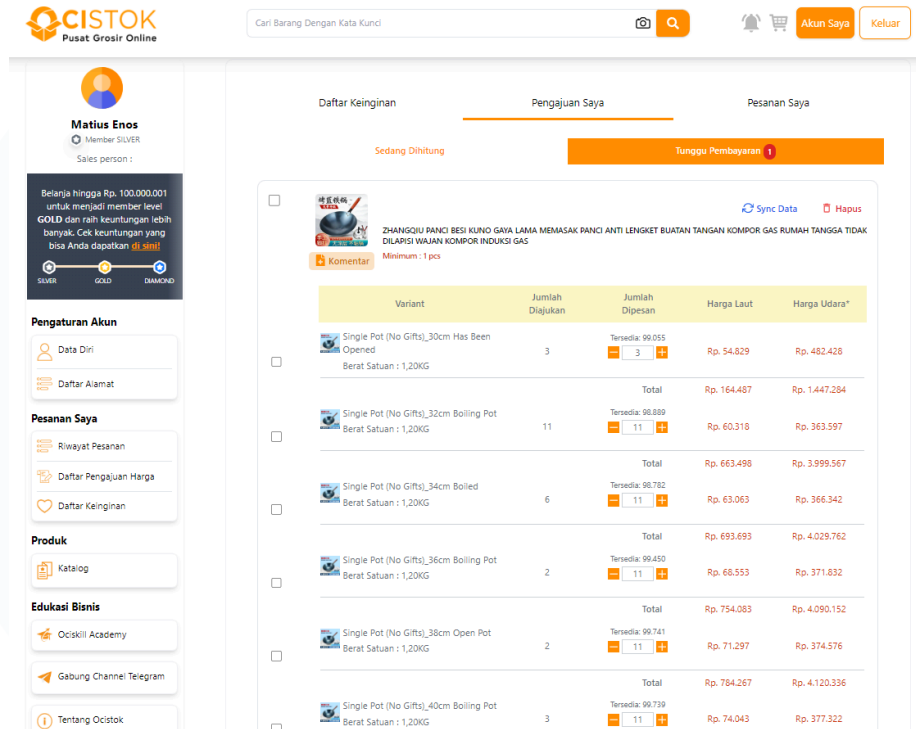 CISTOK
Pusat Grosir Online
Cari Barang Dengan Kata Kunci
Akun Saya
Keluar
Matius Enos
Member SILVER
Sales person :
Belanja hingga Rp. 100.000.001
untuk menjadi member level
GOLD dan raih keuntungan lebih
banyak. Cek keuntungan yang
bisa Anda dapatkan di sini!
SILVER GOLD DIAMOND
Pengaturan Akun
Data Diri
Daftar Alamat
Pesanan Saya
Riwayat Pesanan
Daftar Pengajuan Harga
Daftar Keinginan
Produk
Katalog
Edukasi Bisnis
Ociskill Academy
Gabung Channel Telegram
Tentang Ocistok
Daftar Keinginan Pengajuan Saya Pesanan Saya
Sedang Dihitung Tunggu Pembayaran 1
Sync Data Hapus
ZHANGQIU PANCI BESI KUNO GAYA LAMA MEMASAK PANCI ANTI LENGKET BUATAN TANGAN KOMPOR GAS RUMAH TANGGA TIDAK
DILAPISI WAJAN KOMPOR INDUKSI GAS
Komentar
Minimum : 1 pcs
Variant Jumlah Diajukan Jumlah Dipesan Harga Laut Harga Udara*
Single Pot (No Gifts)_30cm Has Been
Opened
Berat Satuan : 1,20KG
3
Tersedia: 99.055
3
Rp. 54.829 Rp. 482.428
Total Rp. 164.487 Rp. 1.447.284
Single Pot (No Gifts)_32cm Boiling Pot
Berat Satuan : 1,20KG
11
Tersedia: 98.889
11
Rp. 60.318 Rp. 363.597
Total Rp. 663.498 Rp. 3.999.567
Single Pot (No Gifts)_34cm Boiled
Berat Satuan : 1,20KG
6
Tersedia: 98.782
11
Rp. 63.063 Rp. 366.342
Total Rp. 693.693 Rp. 4.029.762
Single Pot (No Gifts)_36cm Boiling Pot
Berat Satuan : 1,20KG
2
Tersedia: 99.450
11
Rp. 68.553 Rp. 371.832
Total Rp. 754.083 Rp. 4.090.152
Single Pot (No Gifts)_38cm Open Pot
Berat Satuan : 1,20KG
2
Tersedia: 99.741
11
Rp. 71.297 Rp. 374.576
Total Rp. 784.267 Rp. 4.120.336
Single Pot (No Gifts)_40cm Boiling Pot
Berat Satuan : 1,20KG
3
Tersedia: 99.739
11
Rp. 74.043 Rp. 377.322